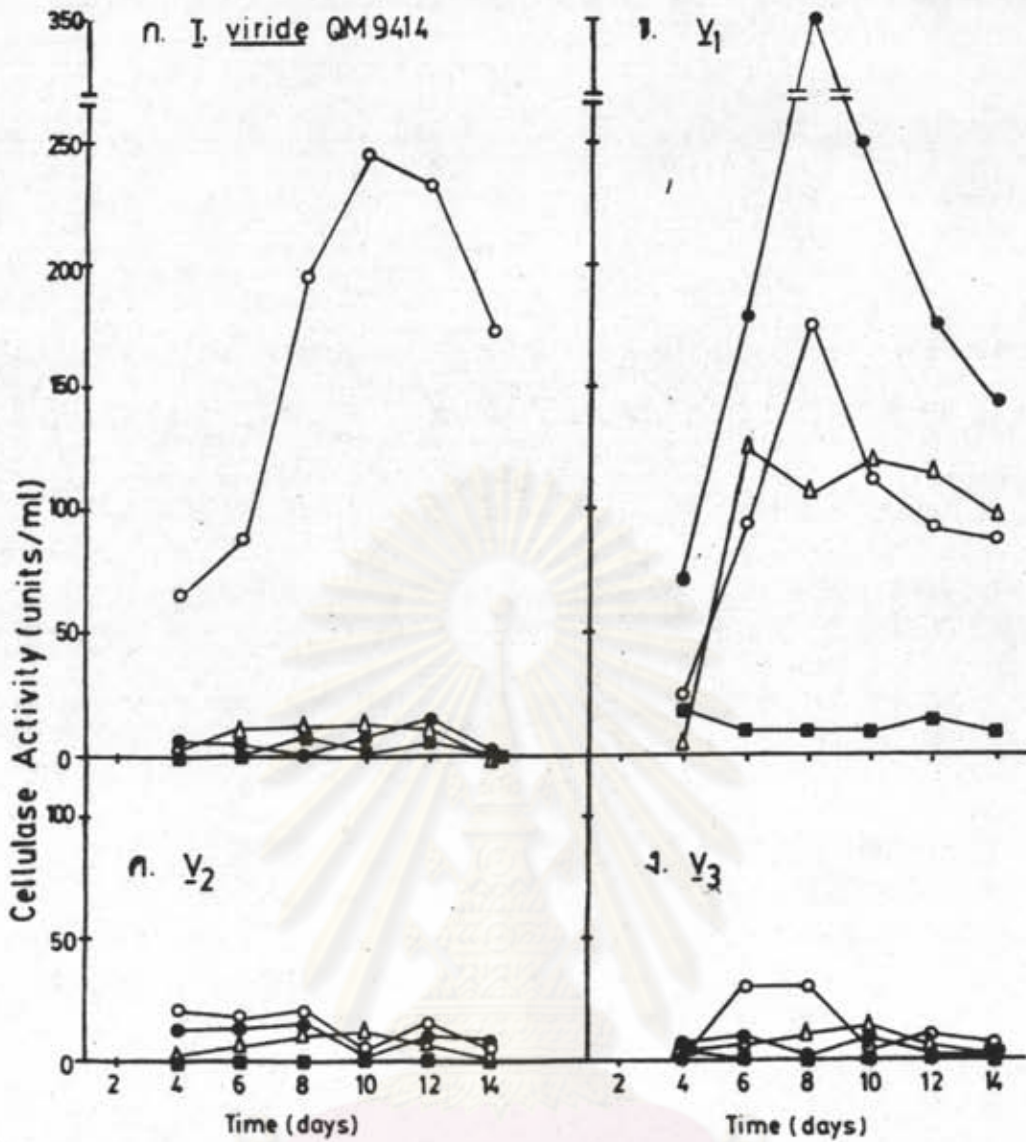 ก. T. viride QM9414
ข. V1
ค. V2
ง. V3
Cellulase Activity (units/ml)
350
250
200
150
100
50
0
100
50
0
2 4 6 8 10 12 14
2 4 6 8 10 12 14
Time (days)
Time (days)